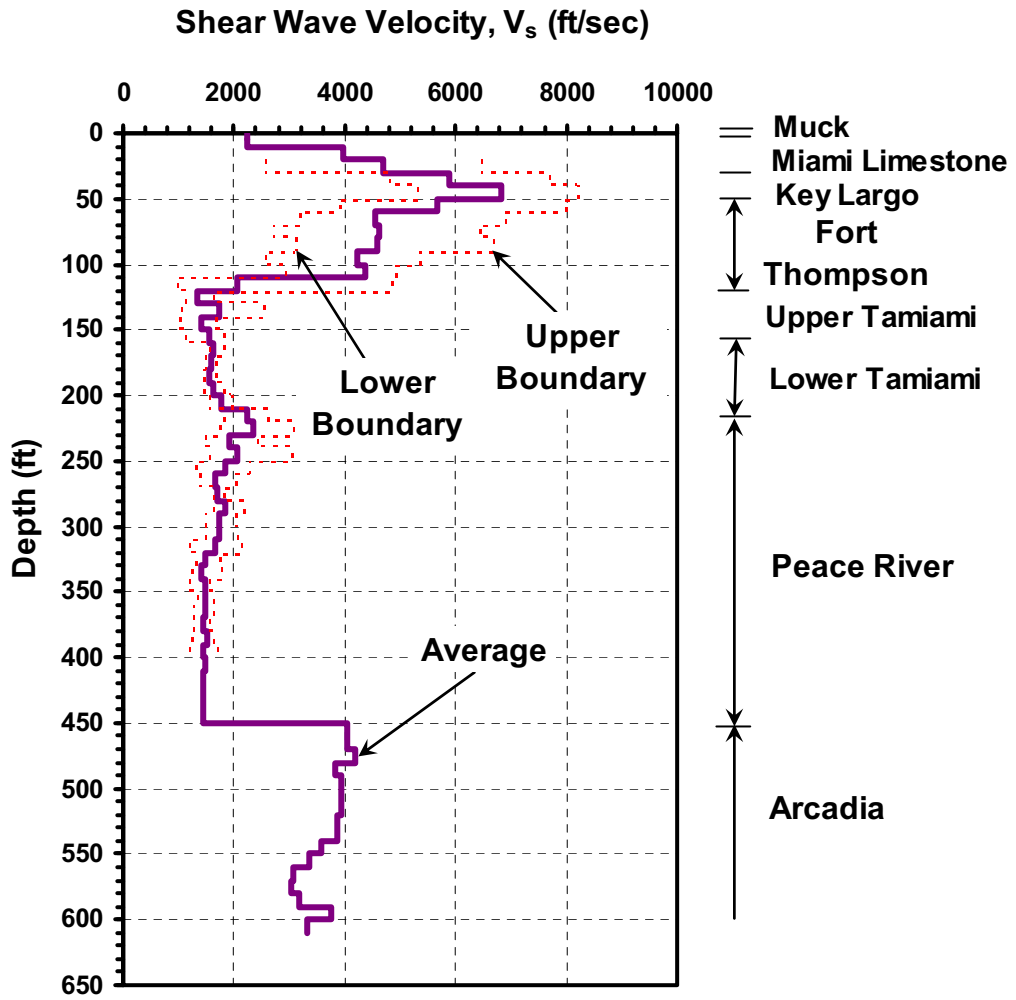 Shear Wave Velocity, Vs (ft/sec)
0 2000 4000 6000 8000 10000
0
50
100
150
200
250
300
350
400
450
500
550
600
650
Depth (ft)
Lower
Boundary
Upper
Boundary
Average
Muck
Miami Limestone
Key Largo
Fort
Thompson
Upper Tamiami
Lower Tamiami
Peace River
Arcadia